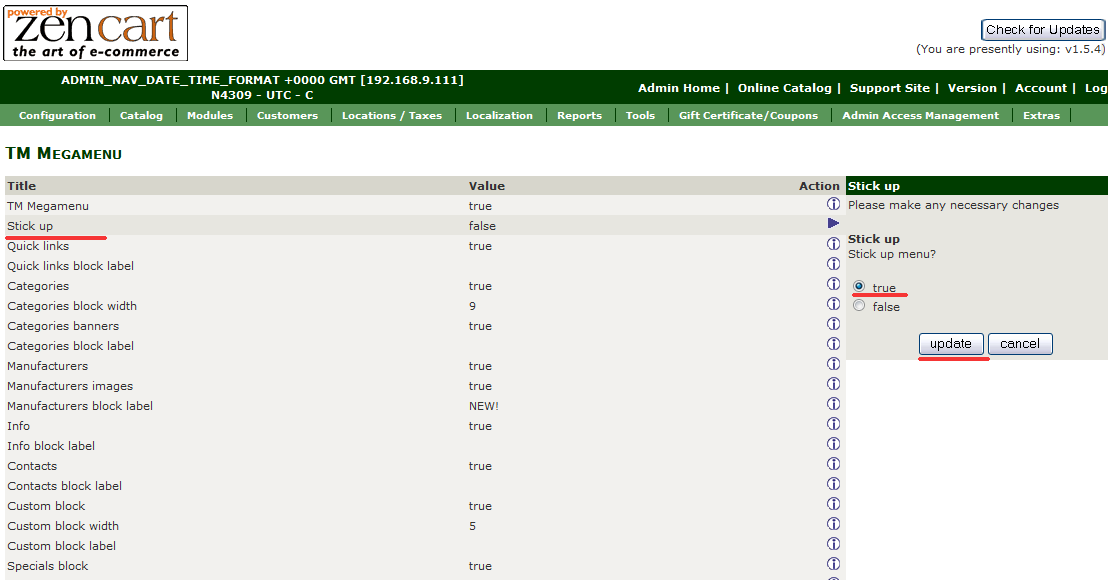 powered by
zen cart
the art of e-commerce
Check for Updates
(You are presently using: v1.5.4)
ADMIN_NAV_DATE_TIME_FORMAT +0000 GMT [192.168.9.111]
N4309 - UTC - C
Admin Home | Online Catalog | Support Site | Version | Account | Log
Configuration Catalog Modules Customers Locations / Taxes Localization Reports Tools Gift Certificate/Coupons Admin Access Management Extras
TM Megamenu
Title Value Action
TM Megamenu true
Stick up false
Quick links true
Quick links block label
Categories true
Categories block width 9
Categories banners true
Categories block label
Manufacturers true
Manufacturers images true
Manufacturers block label NEW!
Info true
Info block label
Contacts true
Contacts block label
Custom block true
Custom block width 5
Custom block label
Specials block true
Stick up
Please make any necessary changes
Stick up
Stick up menu?
true
false
update cancel